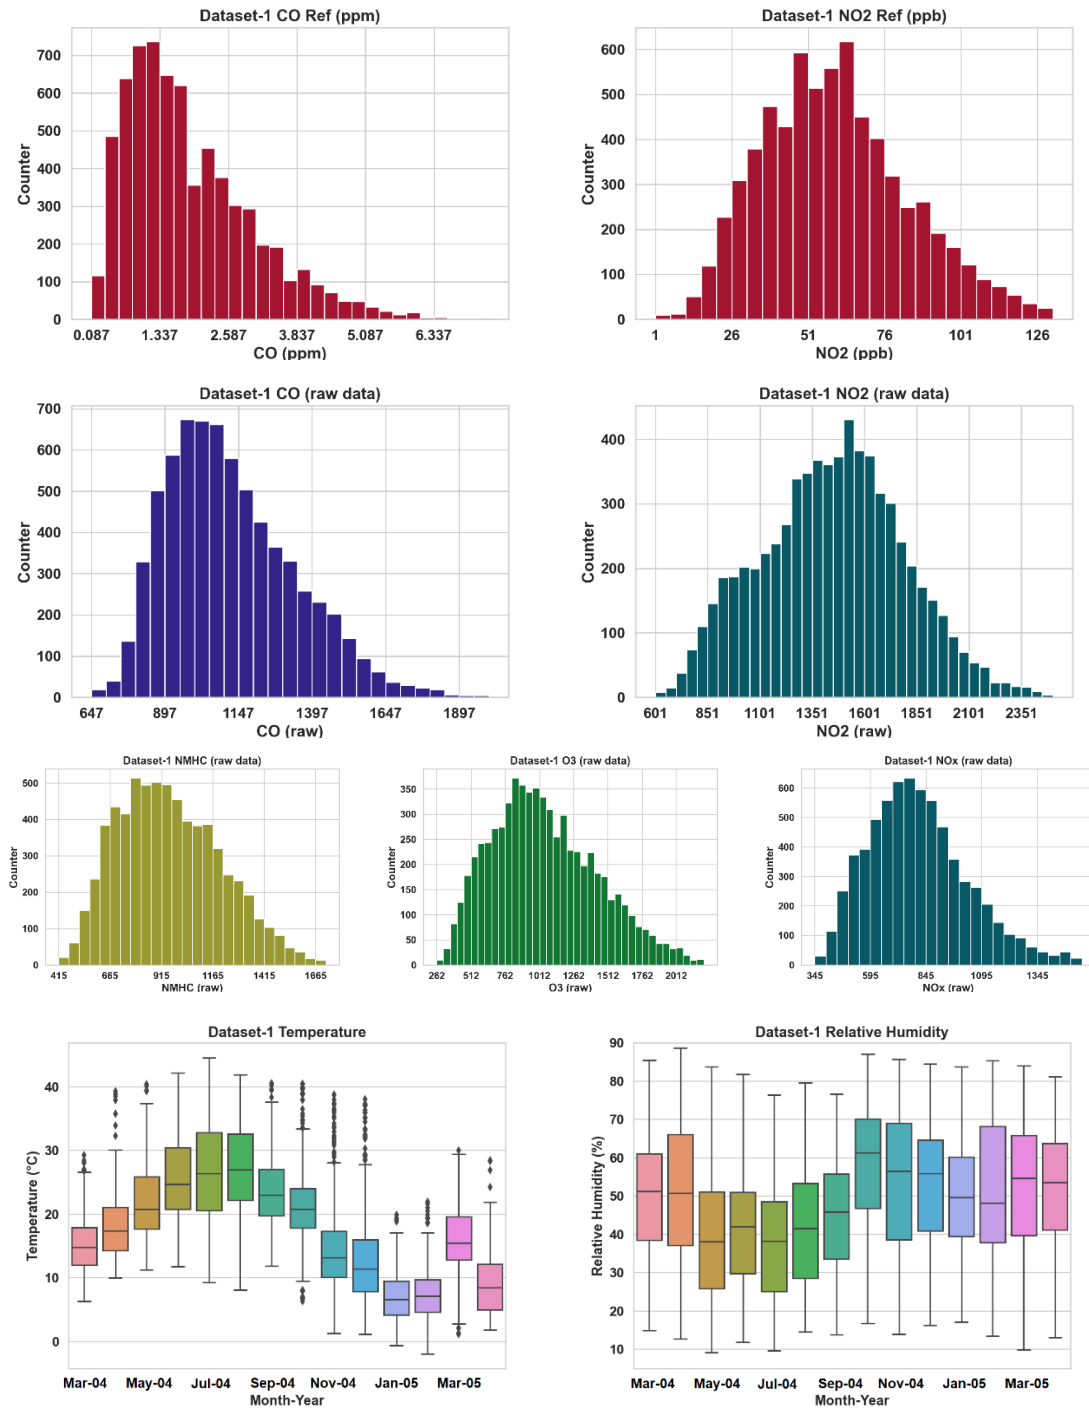 Dataset-1 CO Ref (ppm)
Counter
700
600
500
400
300
200
100
0
0.087 1.337 2.587 3.837 5.087 6.337
CO (ppm)
Dataset-1 NO2 Ref (ppb)
Counter
600
500
400
300
200
100
0
1 26 51 76 101 126
NO2 (ppb)
Dataset-1 CO (raw data)
Counter
700
600
500
400
300
200
100
0
647 897 1147 1397 1647 1897
CO (raw)
Dataset-1 NO2 (raw data)
Counter
400
300
200
100
0
601 851 1101 1351 1601 1851 2101 2351
NO2 (raw)
Dataset-1 NMHC (raw data)
Counter
500
400
300
200
100
0
415 665 915 1165 1415 1665
NMHC (raw)
Dataset-1 O3 (raw data)
Counter
350
300
250
200
150
100
50
0
262 512 762 1012 1262 1512 1762 2012
O3 (raw)
Dataset-1 NOx (raw data)
Counter
600
500
400
300
200
100
0
345 595 845 1095 1345
NOx (raw)
Dataset-1 Temperature
Temperature (°C)
40
30
20
10
0
Mar-04 May-04 Jul-04 Sep-04 Nov-04 Jan-05 Mar-05
Month-Year
Dataset-1 Relative Humidity
Relative Humidity (%)
90
80
70
60
50
40
30
20
10
Mar-04 May-04 Jul-04 Sep-04 Nov-04 Jan-05 Mar-05
Month-Year